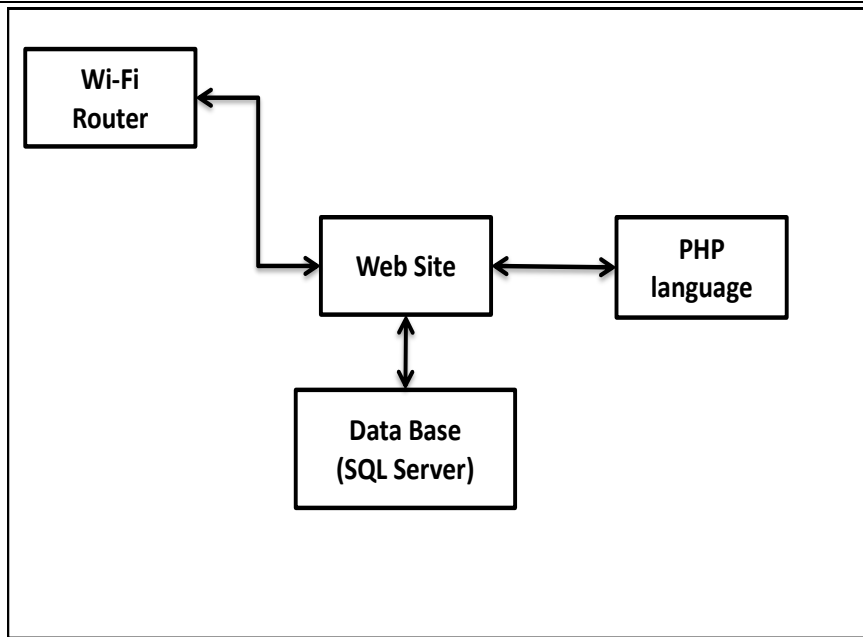 Wi-Fi
Router
Web Site
PHP
language
Data Base
(SQL Server)